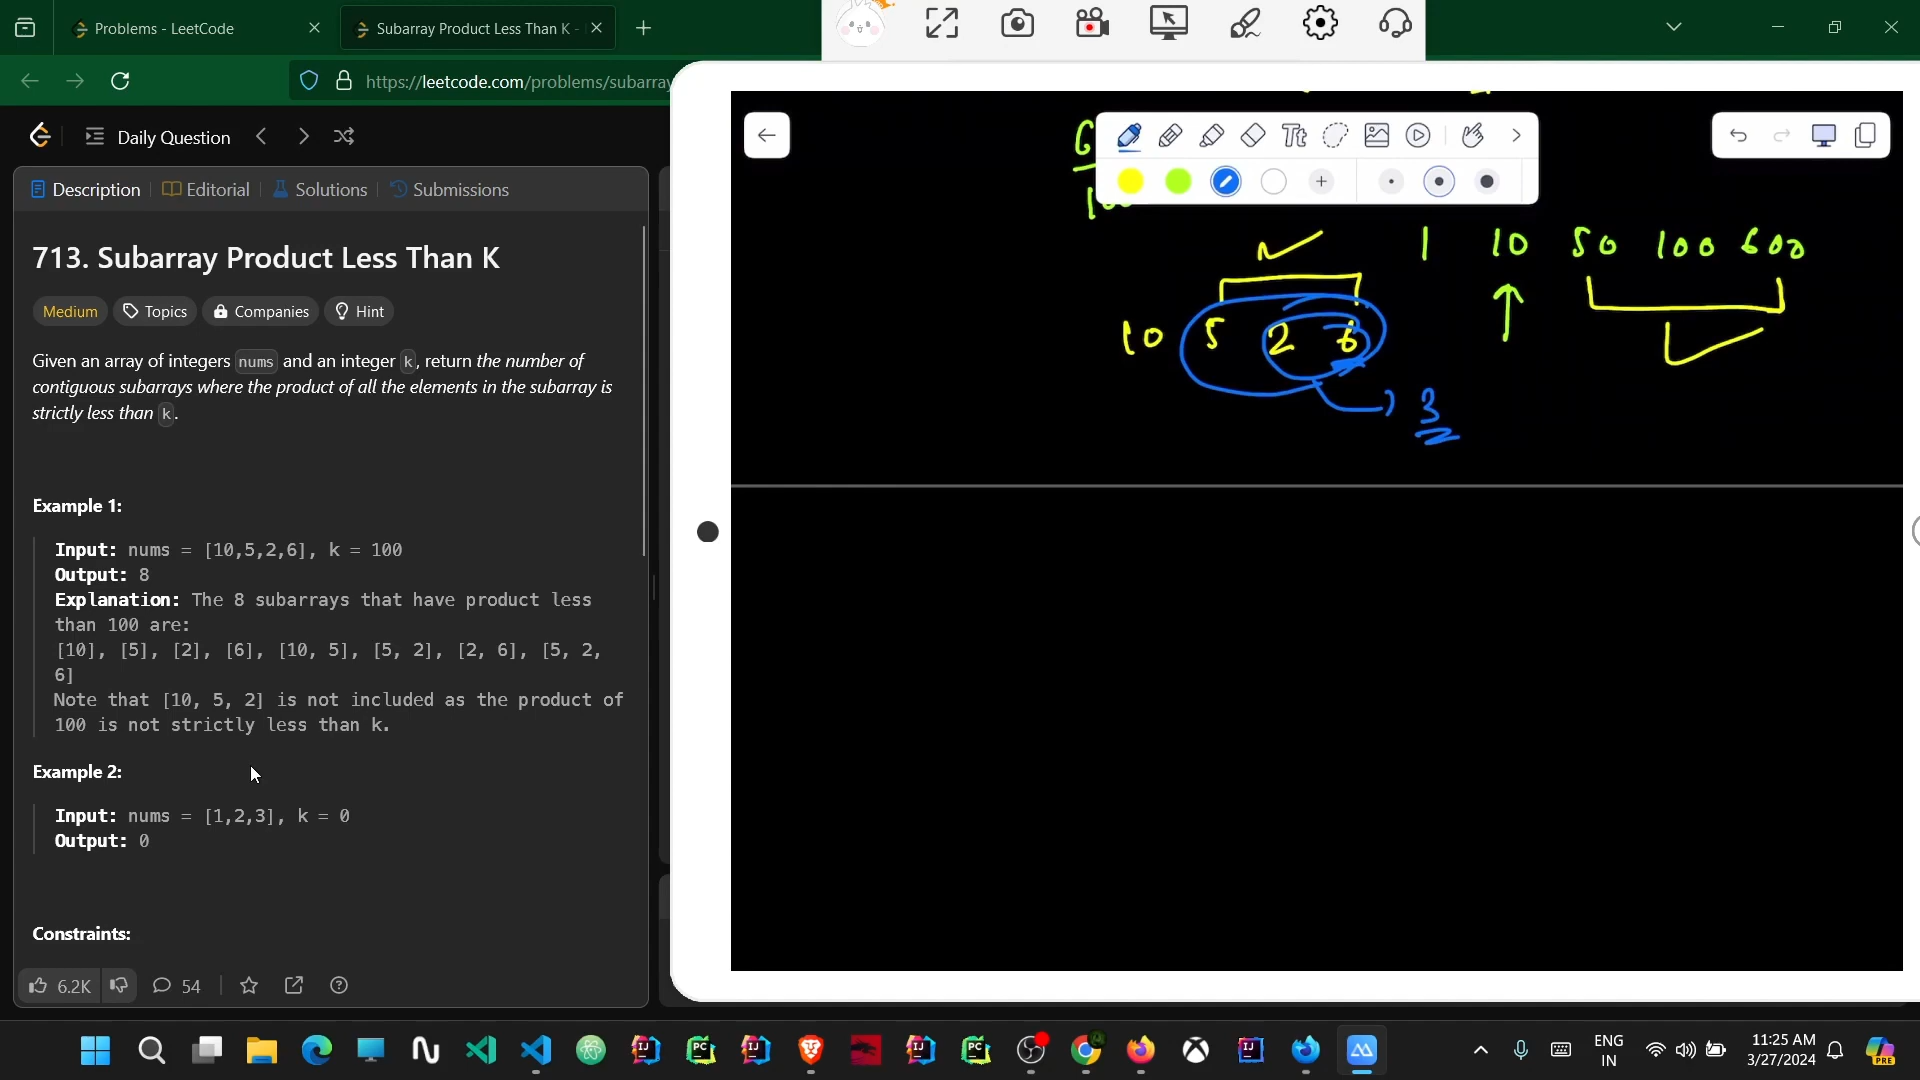 Problems - LeetCode
Subarray Product Less Than K -
https://leetcode.com/problems/subarray
Daily Question
Description
Editorial
Solutions
Submissions
713. Subarray Product Less Than K
Medium
Topics
Companies
Hint
Given an array of integers nums and an integer k, return the number of
contiguous subarrays where the product of all the elements in the subarray is
strictly less than k.
Example 1:
Input: nums = [10,5,2,6], k = 100
Output: 8
Explanation: The 8 subarrays that have product less
than 100 are:
[10], [5], [2], [6], [10, 5], [5, 2], [2, 6], [5, 2,
6]
Note that [10, 5, 2] is not included as the product of
100 is not strictly less than k.
Example 2:
Input: nums = [1,2,3], k = 0
Output: 0
Constraints:
6.2K
54
Tt
1 10 50 100 600
10 5 2 6
3
ENG
IN
11:25 AM
3/27/2024